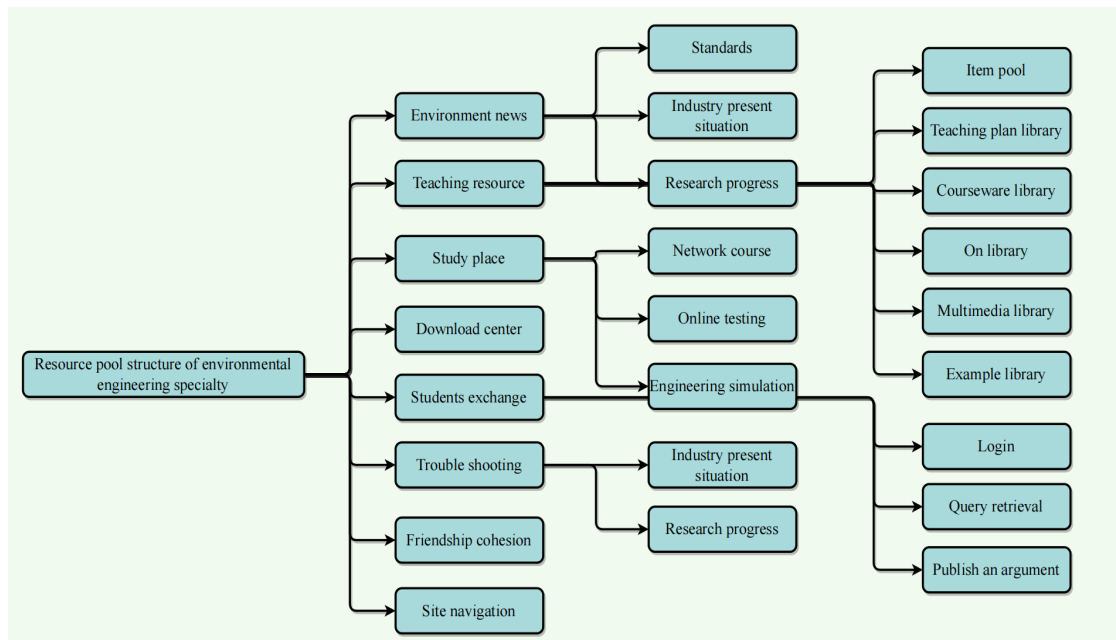 Resource pool structure of environmental
engineering specialty
Environment news
Teaching resource
Study place
Download center
Students exchange
Trouble shooting
Friendship cohesion
Site navigation
Standards
Industry present
situation
Research progress
Network course
Online testing
Engineering simulation
Industry present
situation
Research progress
Item pool
Teaching plan library
Courseware library
On library
Multimedia library
Example library
Login
Query retrieval
Publish an argument